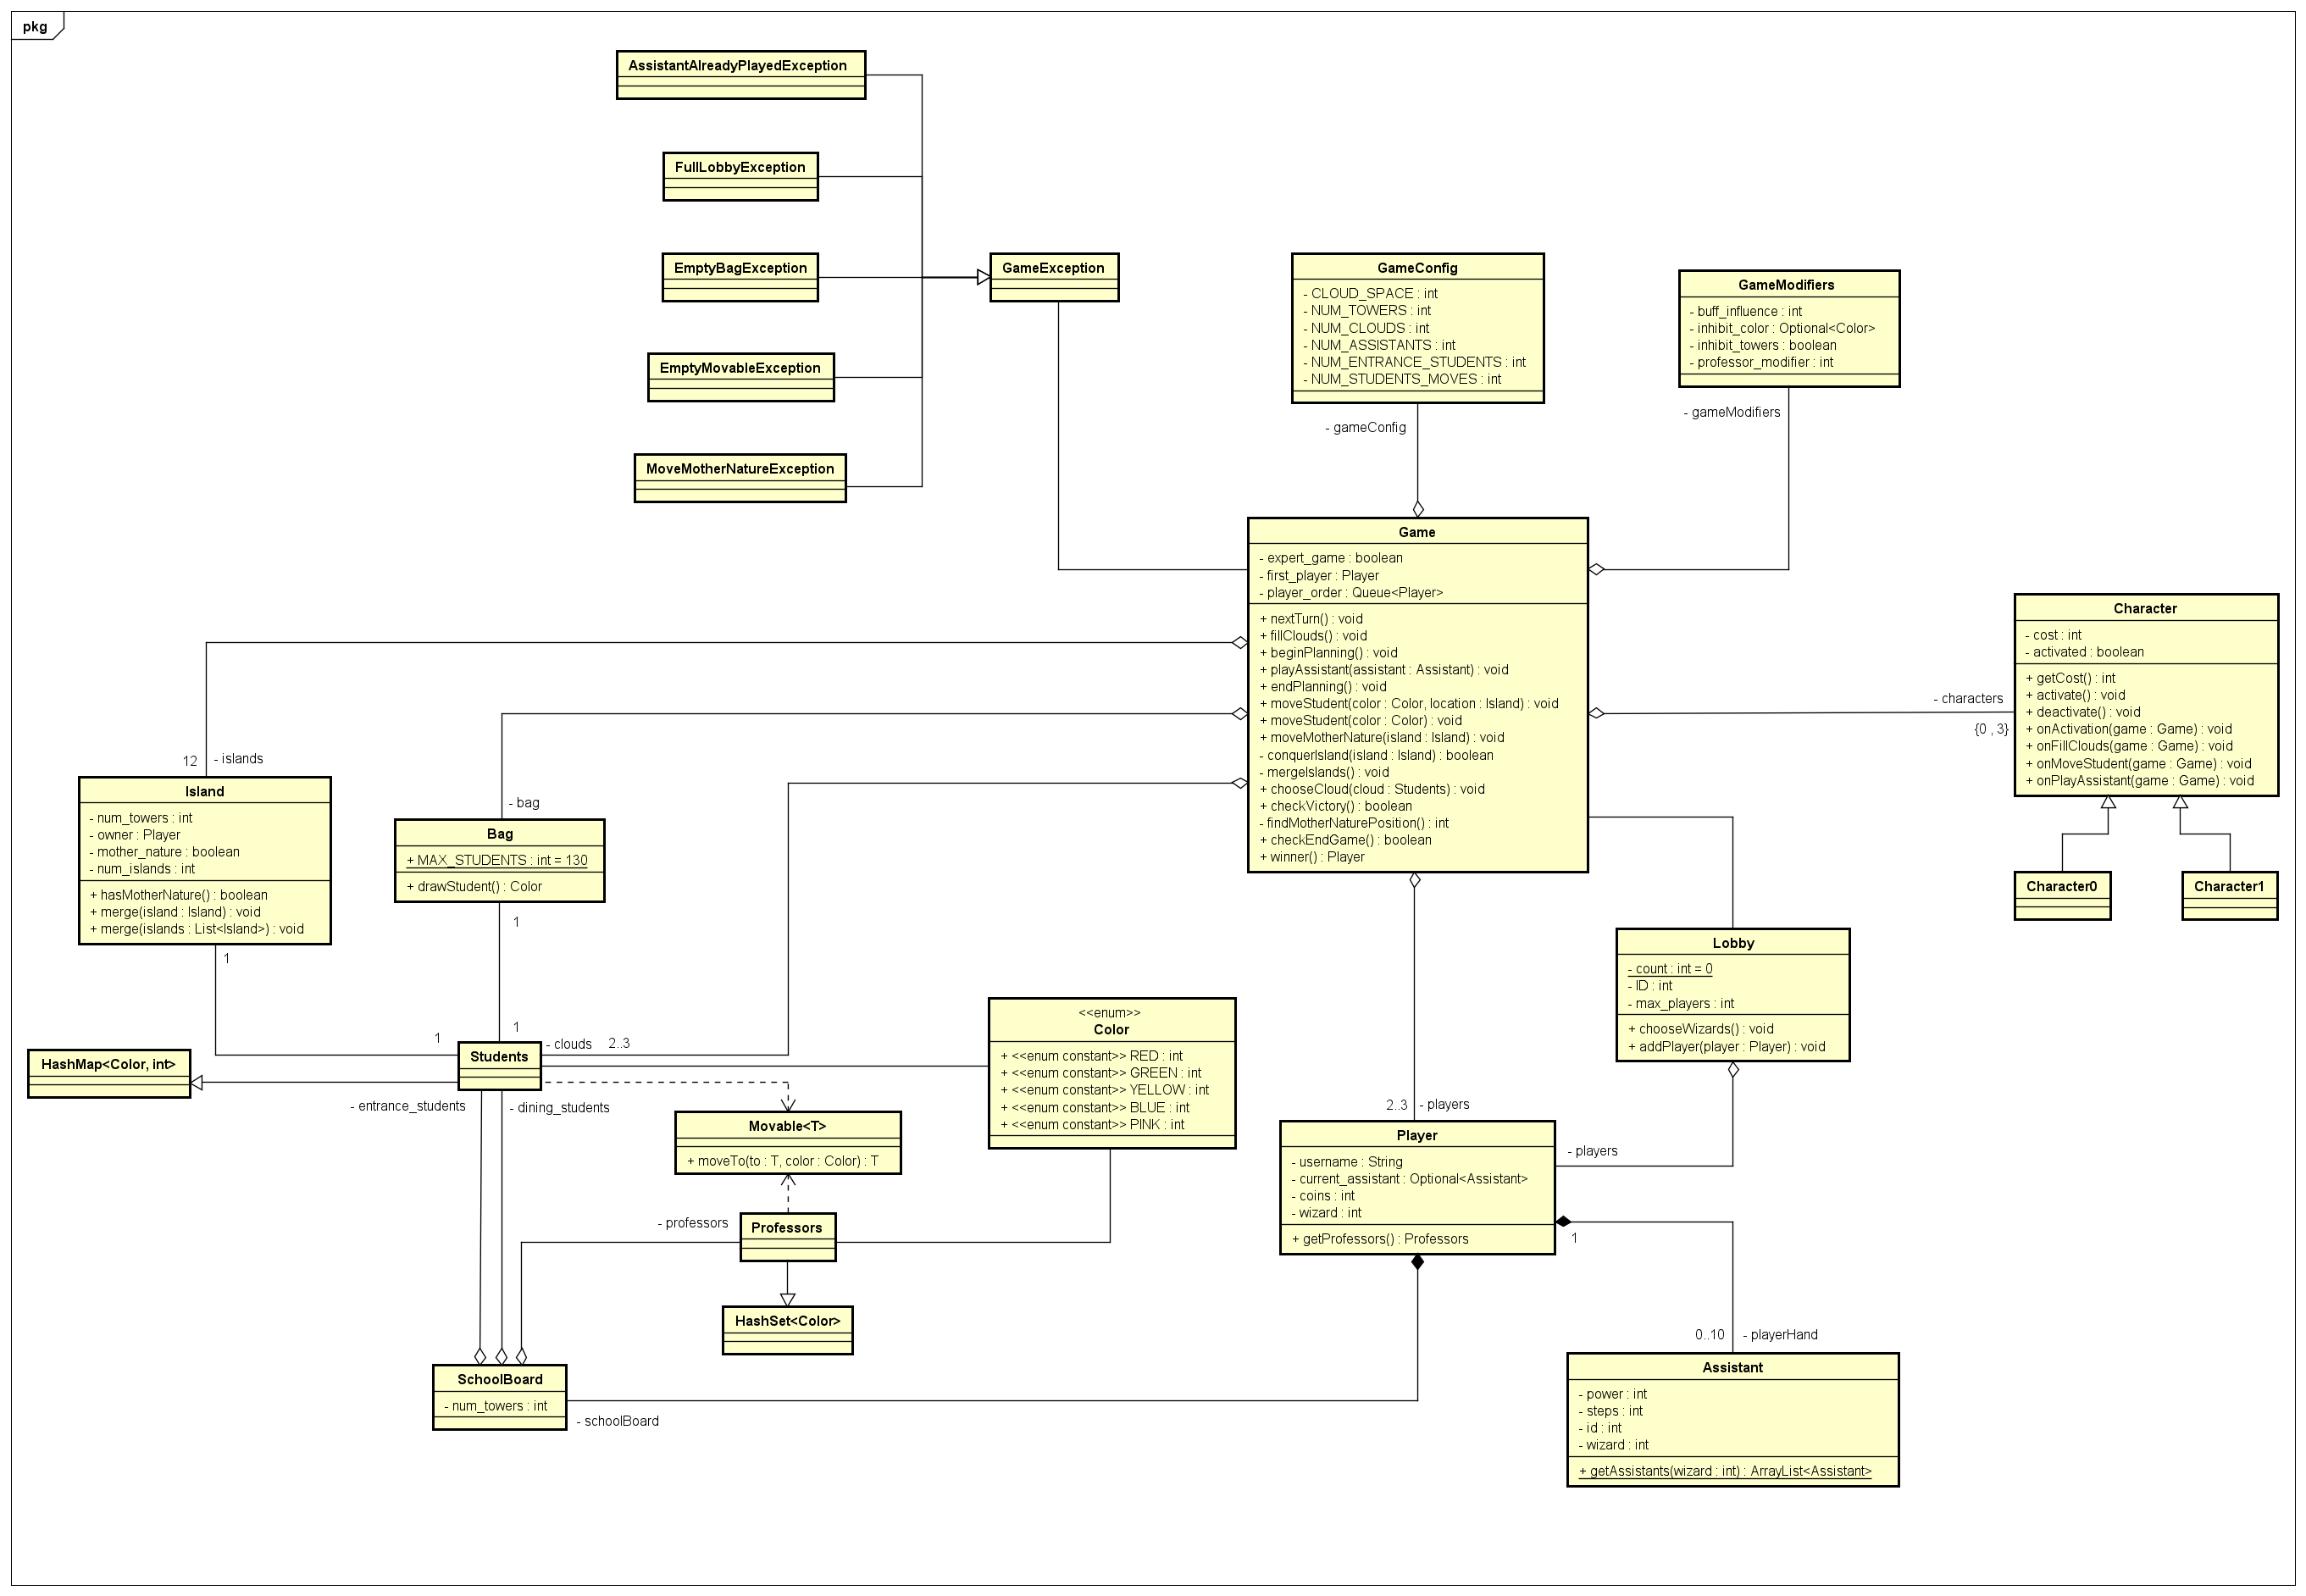 pkg
AssistantAlreadyPlayedException
FullLobbyException
EmptyBagException
EmptyMovableException
MoveMotherNatureException
GameException
GameConfig
- CLOUD_SPACE : int
- NUM_TOWERS : int
- NUM_CLOUDS : int
- NUM_ASSISTANTS : int
- NUM_ENTRANCE_STUDENTS : int
- NUM_STUDENTS_MOVES : int
- gameConfig
GameModifiers
- buff_influence : int
- inhibit_color : Optional<Color>
- inhibit_towers : boolean
- professor_modifier : int
- gameModifiers
Game
- expert_game : boolean
- first_player : Player
- player_order : Queue<Player>
+ nextTurn() : void
+ fillClouds() : void
+ beginPlanning() : void
+ playAssistant(assistant : Assistant) : void
+ endPlanning() : void
+ moveStudent(color : Color, location : Island) : void
+ moveStudent(color : Color) : void
+ moveMotherNature(island : Island) : void
- conquerIsland(island : Island) : boolean
- mergeIslands() : void
+ chooseCloud(cloud : Students) : void
+ checkVictory() : boolean
- findMotherNaturePosition() : int
+ checkEndGame() : boolean
+ winner() : Player
- characters
{0 , 3}
Character
- cost : int
- activated : boolean
+ getCost() : int
+ activate() : void
+ deactivate() : void
+ onActivation(game : Game) : void
+ onFillClouds(game : Game) : void
+ onMoveStudent(game : Game) : void
+ onPlayAssistant(game : Game) : void
Character0
Character1
12
- islands
Island
- num_towers : int
- owner : Player
- mother_nature : boolean
- num_islands : int
+ hasMotherNature() : boolean
+ merge(island : Island) : void
+ merge(islands : List<Island>) : void
1
1
- bag
Bag
+ MAX_STUDENTS : int = 130
+ drawStudent() : Color
1
1
Students
- clouds
2..3
HashMap<Color, int>
- entrance_students
- dining_students
<<enum>>
Color
+ <<enum constant>> RED : int
+ <<enum constant>> GREEN : int
+ <<enum constant>> YELLOW : int
+ <<enum constant>> BLUE : int
+ <<enum constant>> PINK : int
Movable<T>
+ moveTo(to : T, color : Color) : T
- professors
Professors
HashSet<Color>
SchoolBoard
- num_towers : int
- schoolBoard
Lobby
- count : int = 0
- ID : int
- max_players : int
+ chooseWizards() : void
+ addPlayer(player : Player) : void
2..3
- players
- players
Player
- username : String
- current_assistant : Optional<Assistant>
- coins : int
- wizard : int
+ getProfessors() : Professors
1
0..10
- playerHand
Assistant
- power : int
- steps : int
- id : int
- wizard : int
+ getAssistants(wizard : int) : ArrayList<Assistant>